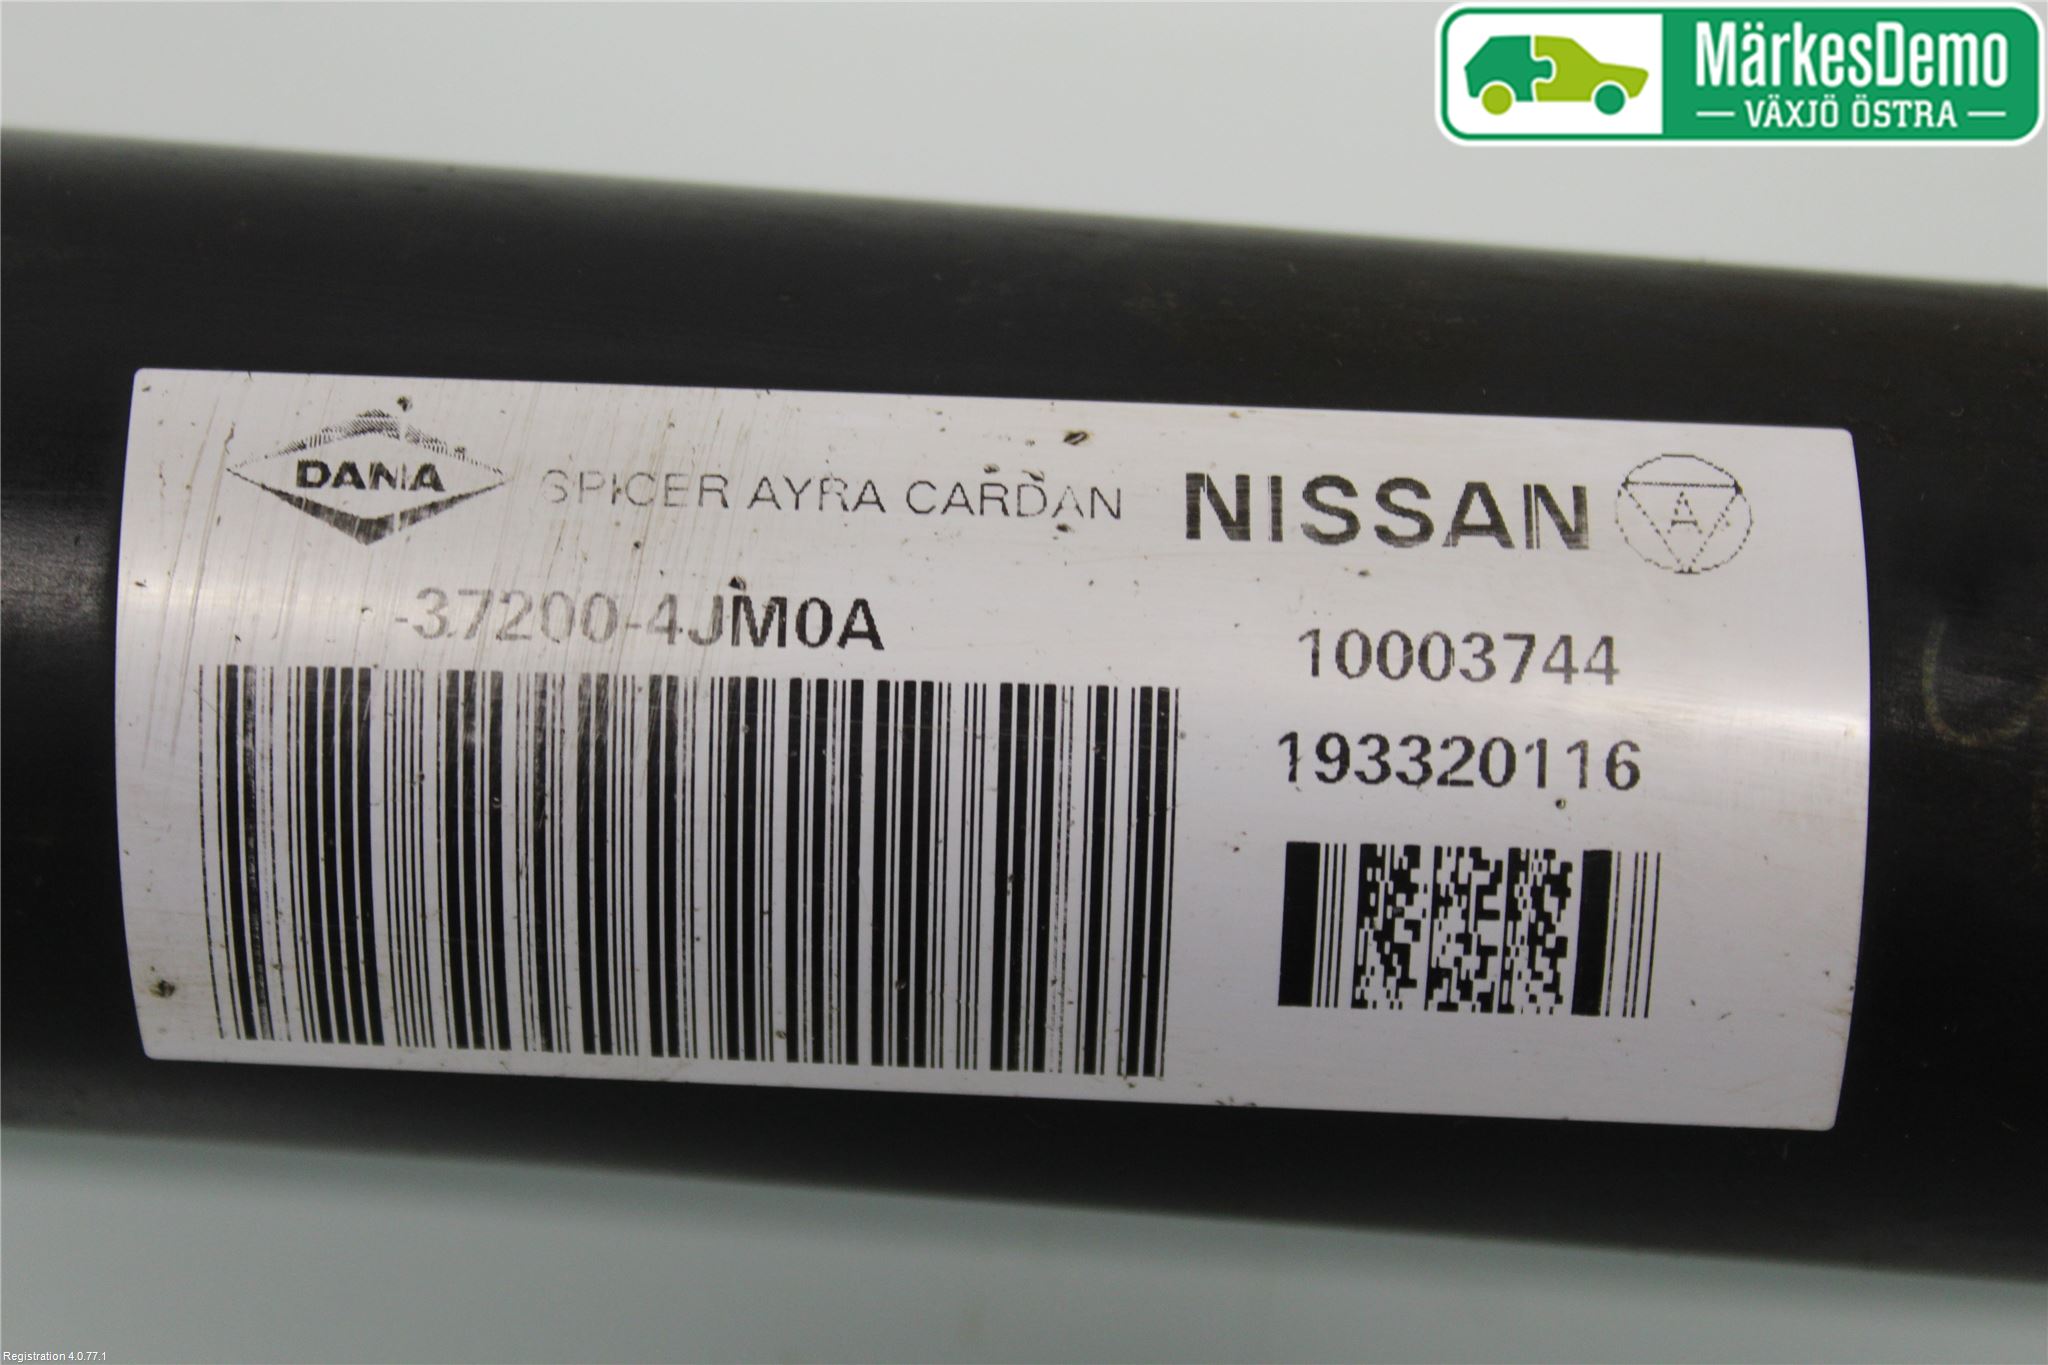 MärkesDemo
VÄXJÖ ÖSTRA
DANA SPICER AYRA CARDAN NISSAN A
-37200-4JM0A
10003744
193320116
Registration 4.0.77.1